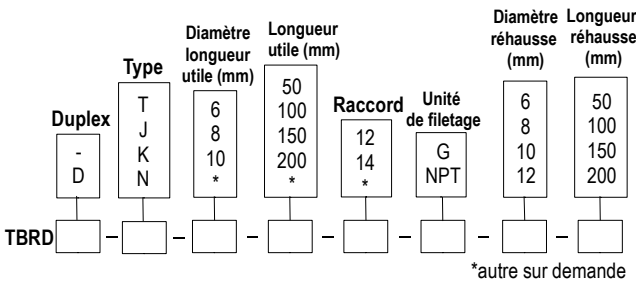 Duplex
-
D
Type
T
J
K
N
Diamètre
longueur
utile (mm)
6
8
10
*
Longueur
utile (mm)
50
100
150
200
*
Raccord
12
14
*
Unité
de filetage
G
NPT
Diamètre
réhausse
(mm)
6
8
10
12
Longueur
réhausse
(mm)
50
100
150
200
TBRD - - - - - - -
*autre sur demande